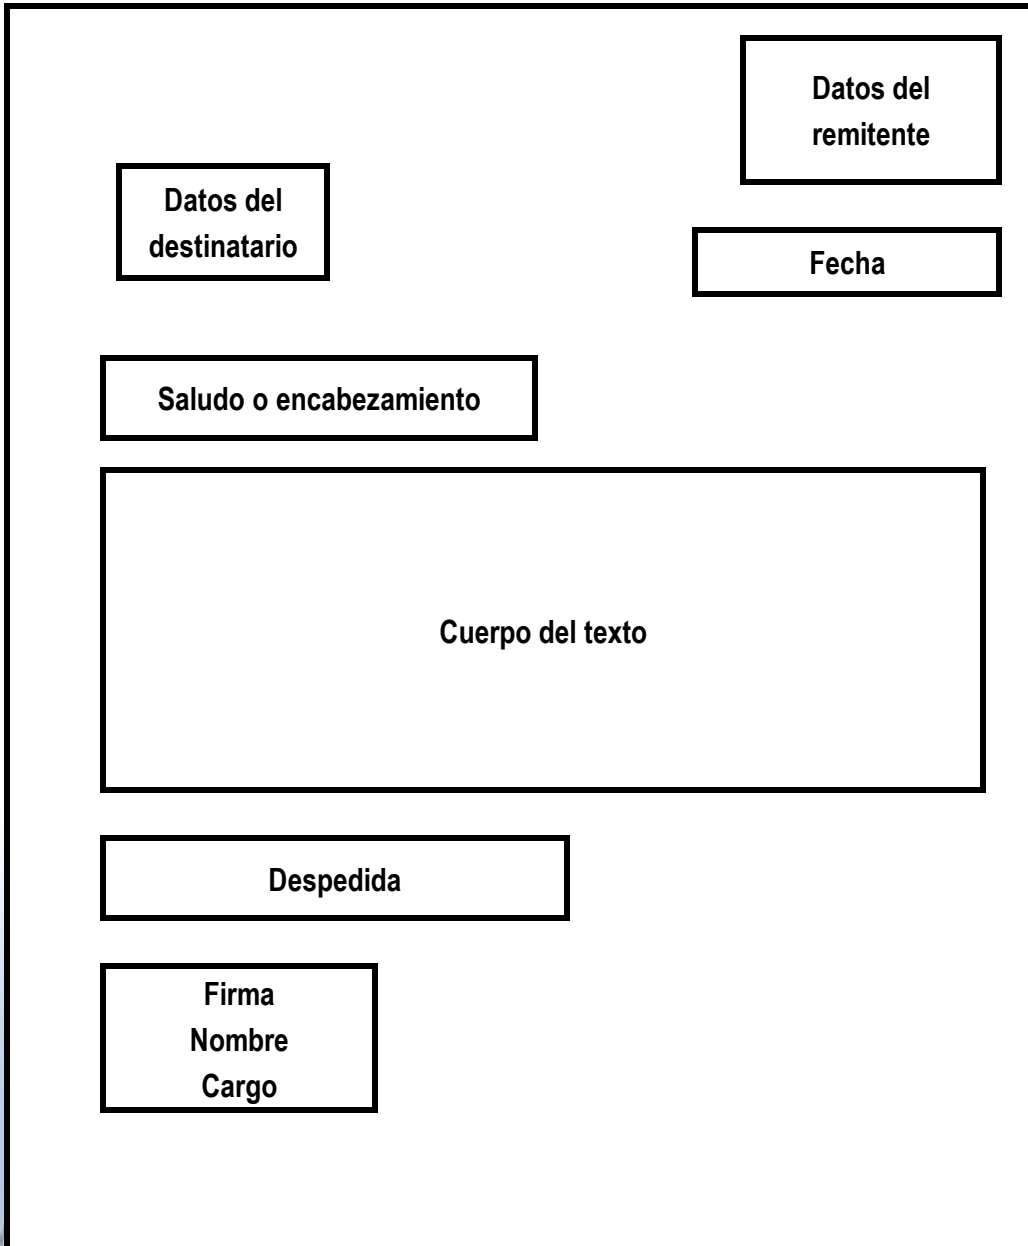 Datos del
remitente
Datos del
destinatario
Fecha
Saludo o encabezamiento
Cuerpo del texto
Despedida
Firma
Nombre
Cargo